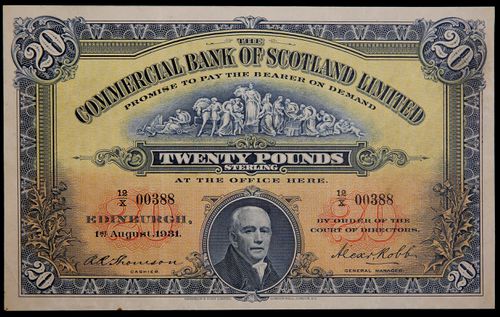 20 THE 20
COMMERCIAL BANK OF SCOTLAND LIMITED
PROMISE TO PAY THE BEARER ON DEMAND
TWENTY POUNDS
STERLING
AT THE OFFICE HERE.
12/X 00388 12/X 00388
EDINBURGH, BY ORDER OF THE
1st August, 1931. COURT OF DIRECTORS.
A.R. Thomson Alexr Robb
CASHIER. GENERAL MANAGER.
20 20